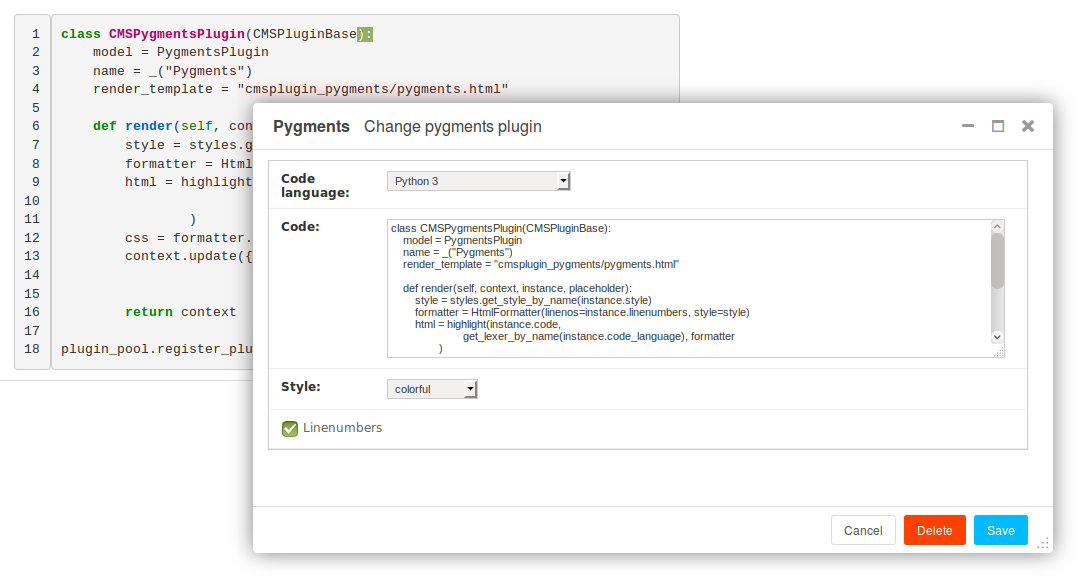 1 class CMSPygmentsPlugin(CMSPluginBase):
2     model = PygmentsPlugin
3     name = _("Pygments")
4     render_template = "cmsplugin_pygments/pygments.html"
5
6     def render(self, con
7         style = styles.g
8         formatter = Html
9         html = highlight
10
11                 )
12         css = formatter.
13         context.update({
14
15
16         return context
17
18 plugin_pool.register_plu
Pygments Change pygments plugin
Code language: Python 3
Code:
class CMSPygmentsPlugin(CMSPluginBase):
    model = PygmentsPlugin
    name = _("Pygments")
    render_template = "cmsplugin_pygments/pygments.html"

    def render(self, context, instance, placeholder):
        style = styles.get_style_by_name(instance.style)
        formatter = HtmlFormatter(linenos=instance.linenumbers, style=style)
        html = highlight(instance.code,
                        get_lexer_by_name(instance.code_language), formatter
                )
Style: colorful
Linenumbers
Cancel Delete Save